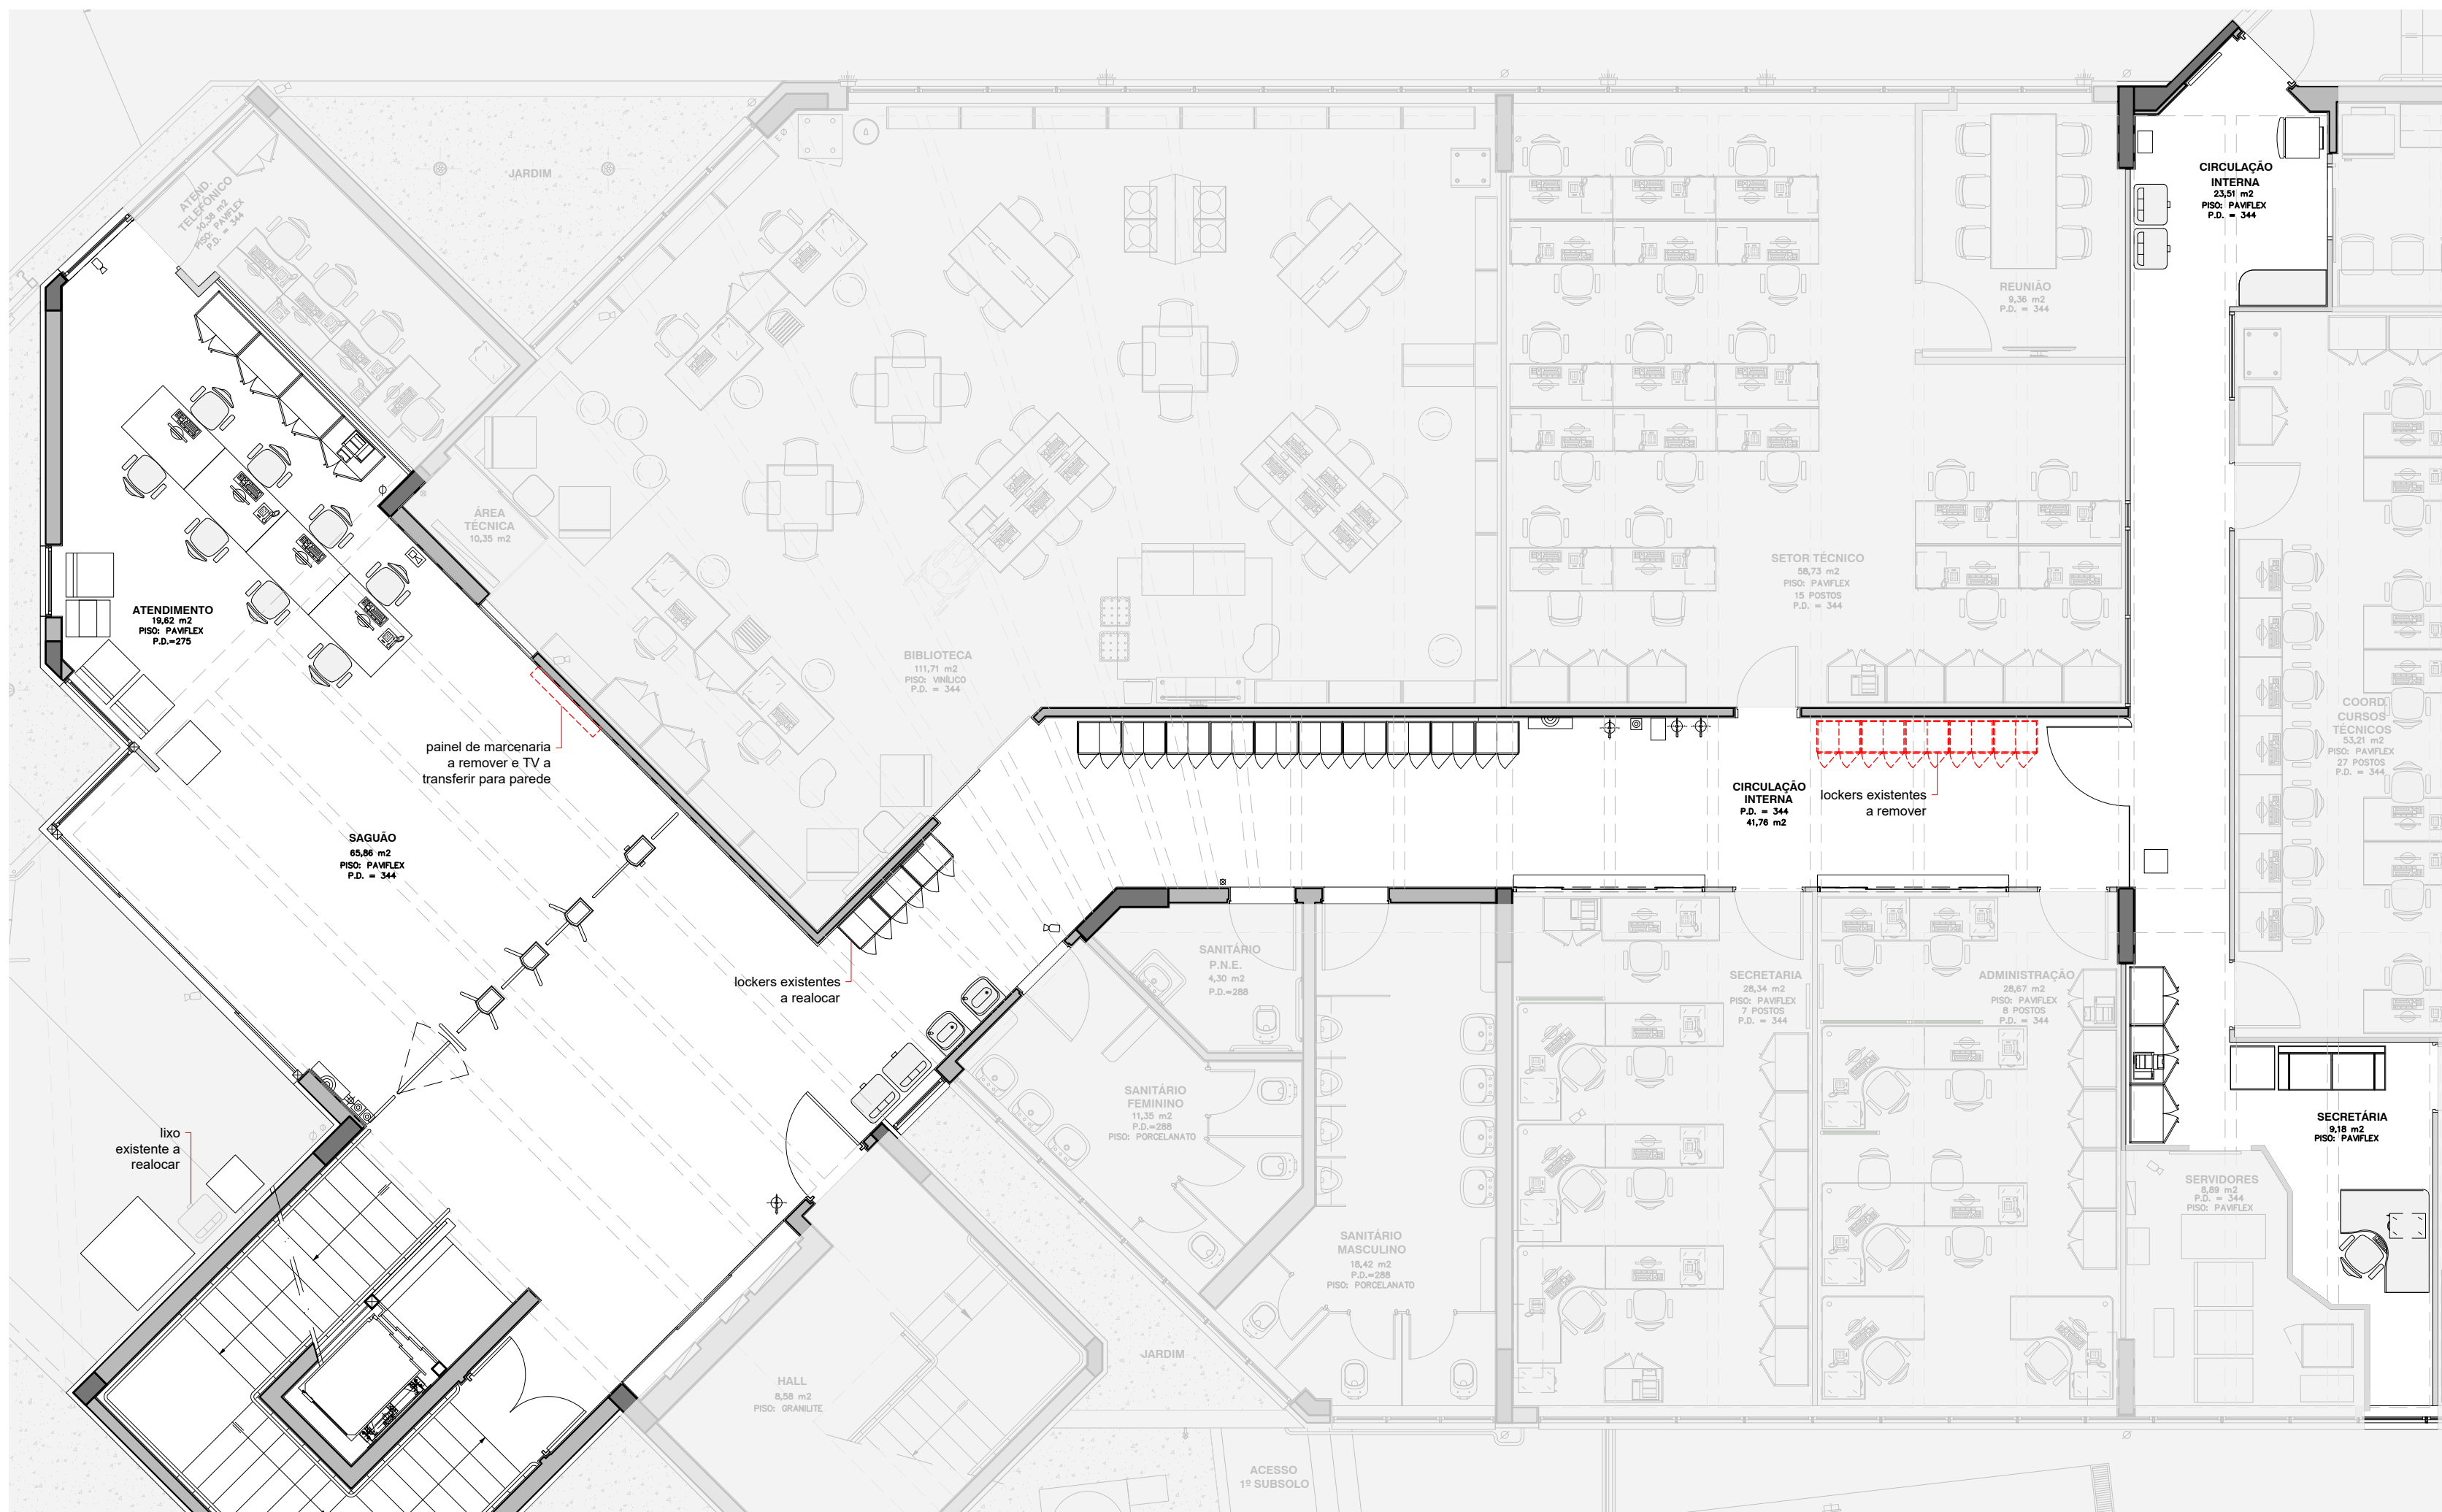 JARDIM
ATEND.
TELEFÔNICO
10,38 m2
PISO: PAVIFLEX
P.D. = 344
CIRCULAÇÃO
INTERNA
23,51 m2
PISO: PAVIFLEX
P.D. = 344
REUNIÃO
9,36 m2
P.D. = 344
ÁREA
TÉCNICA
10,35 m2
SETOR TÉCNICO
58,73 m2
PISO: PAVIFLEX
15 POSTOS
P.D. = 344
ATENDIMENTO
19,62 m2
PISO: PAVIFLEX
P.D.=275
BIBLIOTECA
111,71 m2
PISO: VINÍLICO
P.D. = 344
COORD.
CURSOS
TÉCNICOS
53,21 m2
PISO: PAVIFLEX
27 POSTOS
P.D. = 344
painel de marcenaria
a remover e TV a
transferir para parede
CIRCULAÇÃO
INTERNA
P.D. = 344
41,76 m2
lockers existentes
a remover
SAGUÃO
65,86 m2
PISO: PAVIFLEX
P.D. = 344
lockers existentes
a realocar
SANITÁRIO
P.N.E.
4,30 m2
P.D.=288
SECRETARIA
28,34 m2
PISO: PAVIFLEX
7 POSTOS
P.D. = 344
ADMINISTRAÇÃO
28,67 m2
PISO: PAVIFLEX
8 POSTOS
P.D. = 344
SANITÁRIO
FEMININO
11,35 m2
P.D.=288
PISO: PORCELANATO
SECRETÁRIA
9,18 m2
PISO: PAVIFLEX
lixo
existente a
realocar
SERVIDORES
8,89 m2
P.D. = 344
PISO: PAVIFLEX
SANITÁRIO
MASCULINO
18,42 m2
P.D.=288
PISO: PORCELANATO
JARDIM
HALL
8,58 m2
PISO: GRANILITE
ACESSO
1º SUBSOLO